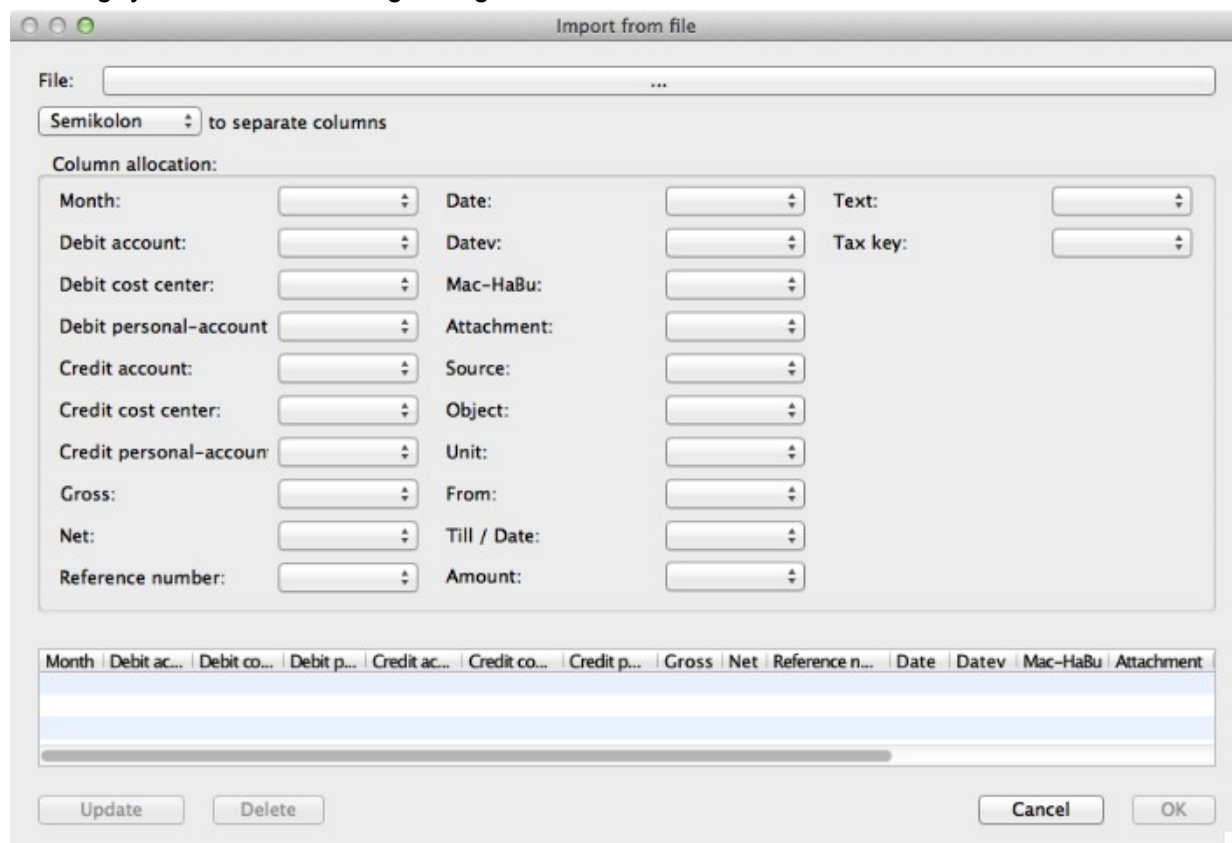 Import from file
File: ...
Semikolon to separate columns
Column allocation:
Month: Date: Text:
Debit account: Datev: Tax key:
Debit cost center: Mac-HaBu:
Debit personal-account Attachment:
Credit account: Source:
Credit cost center: Object:
Credit personal-accoun Unit:
Gross: From:
Net: Till / Date:
Reference number: Amount:
Month Debit ac... Debit co... Debit p... Credit ac... Credit co... Credit p... Gross Net Reference n... Date Datev Mac-HaBu Attachment
Update Delete Cancel OK